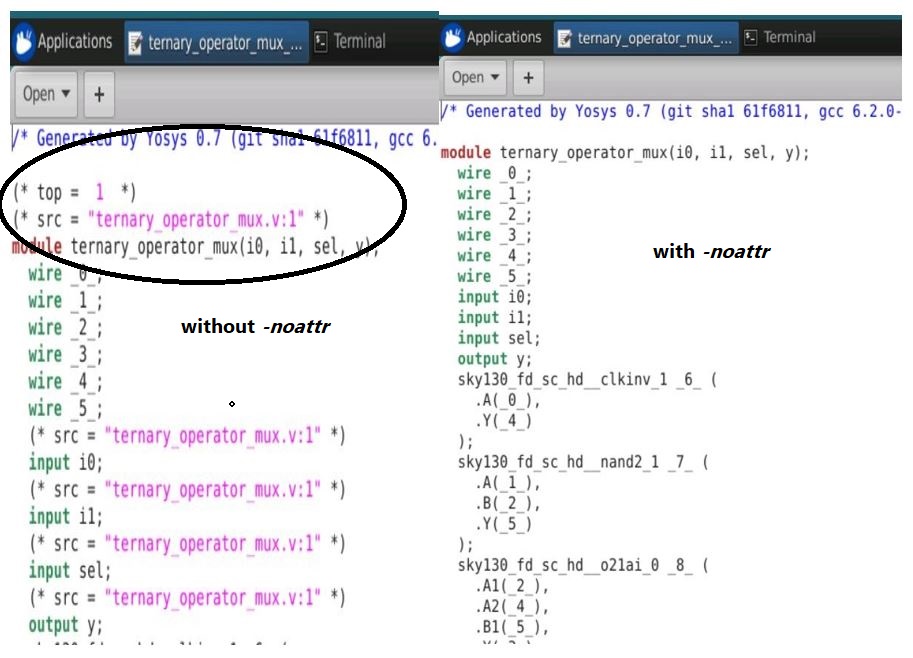 Applications
ternary_operator_mux_...
Terminal
Open
+
/* Generated by Yosys 0.7 (git sha1 61f6811, gcc 6.
(* top = 1 *)
(* src = "ternary_operator_mux.v:1" *)
module ternary_operator_mux(i0, i1, sel, y);
wire _0_;
wire _1_;
wire _2_;
wire _3_;
wire _4_;
wire _5_;
(* src = "ternary_operator_mux.v:1" *)
input i0;
(* src = "ternary_operator_mux.v:1" *)
input i1;
(* src = "ternary_operator_mux.v:1" *)
input sel;
(* src = "ternary_operator_mux.v:1" *)
output y;
without -noattr
Applications
ternary_operator_mux_...
Terminal
Open
+
/* Generated by Yosys 0.7 (git sha1 61f6811, gcc 6.2.0-
module ternary_operator_mux(i0, i1, sel, y);
wire _0_;
wire _1_;
wire _2_;
wire _3_;
wire _4_;
wire _5_;
input i0;
input i1;
input sel;
output y;
sky130_fd_sc_hd__clkinv_1 _6_ (
.A(_0_),
.Y(_4_)
);
sky130_fd_sc_hd__nand2_1 _7_ (
.A(_1_),
.B(_2_),
.Y(_5_)
);
sky130_fd_sc_hd__o21ai_0 _8_ (
.A1(_2_),
.A2(_4_),
.B1(_5_),
with -noattr